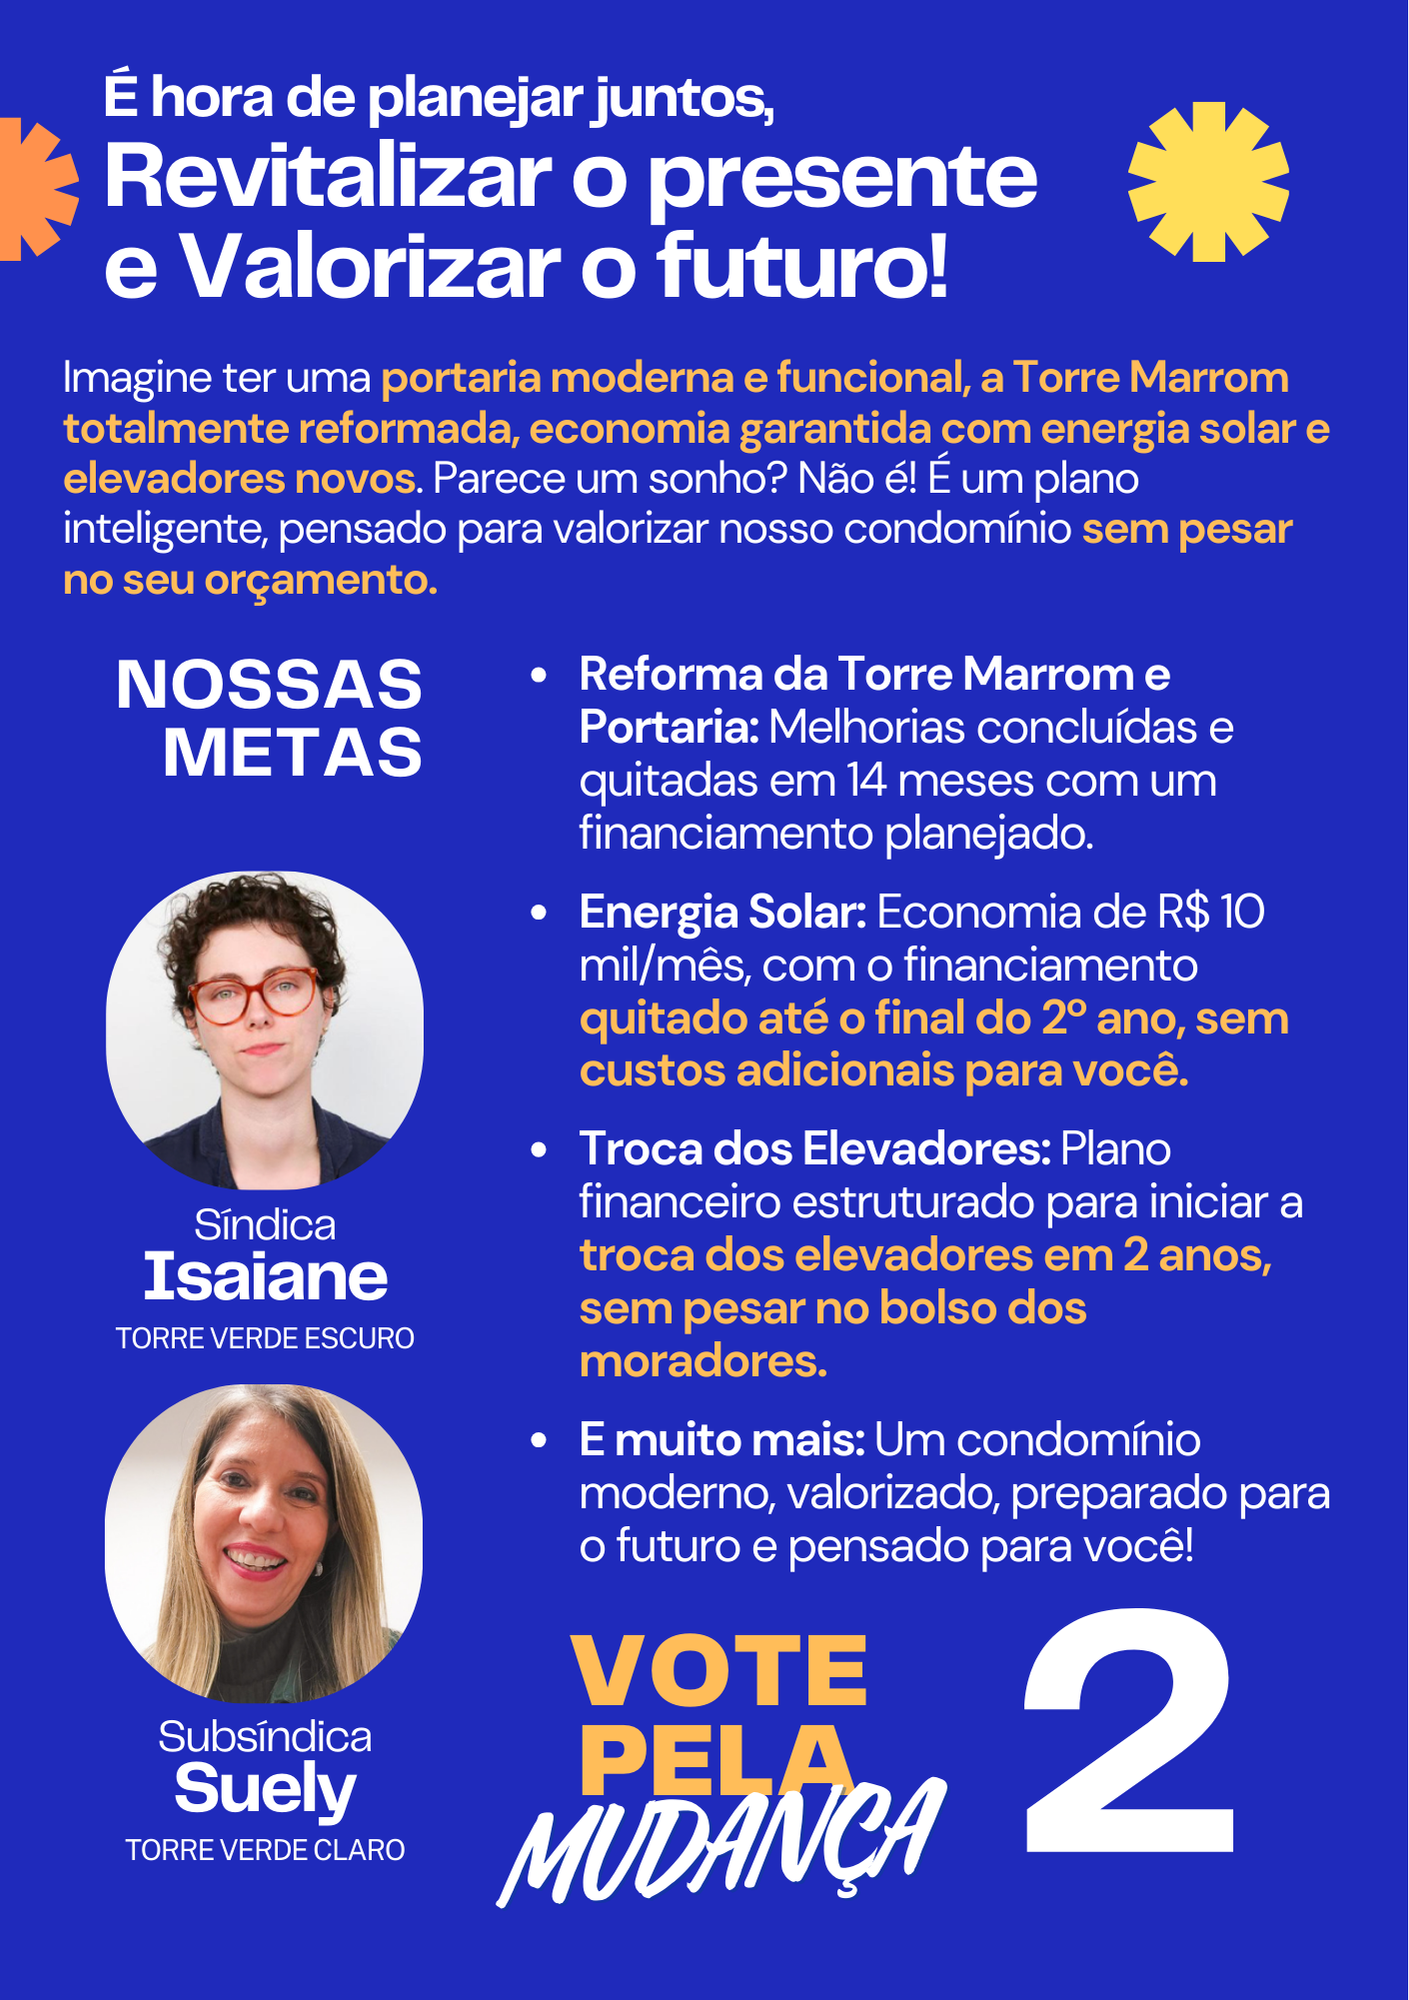 É hora de planejar juntos,
Revitalizar o presente
e Valorizar o futuro!
Imagine ter uma portaria moderna e funcional, a Torre Marrom
totalmente reformada, economia garantida com energia solar e
elevadores novos. Parece um sonho? Não é! É um plano
inteligente, pensado para valorizar nosso condomínio sem pesar
no seu orçamento.
NOSSAS
METAS
• Reforma da Torre Marrom e
Portaria: Melhorias concluídas e
quitadas em 14 meses com um
financiamento planejado.
• Energia Solar: Economia de R$ 10
mil/mês, com o financiamento
quitado até o final do 2º ano, sem
custos adicionais para você.
• Troca dos Elevadores: Plano
financeiro estruturado para iniciar a
troca dos elevadores em 2 anos,
sem pesar no bolso dos
moradores.
• E muito mais: Um condomínio
moderno, valorizado, preparado para
o futuro e pensado para você!
Síndica
Isaiane
TORRE VERDE ESCURO
Subsíndica
Suely
TORRE VERDE CLARO
VOTE
PELA
MUDANÇA
2